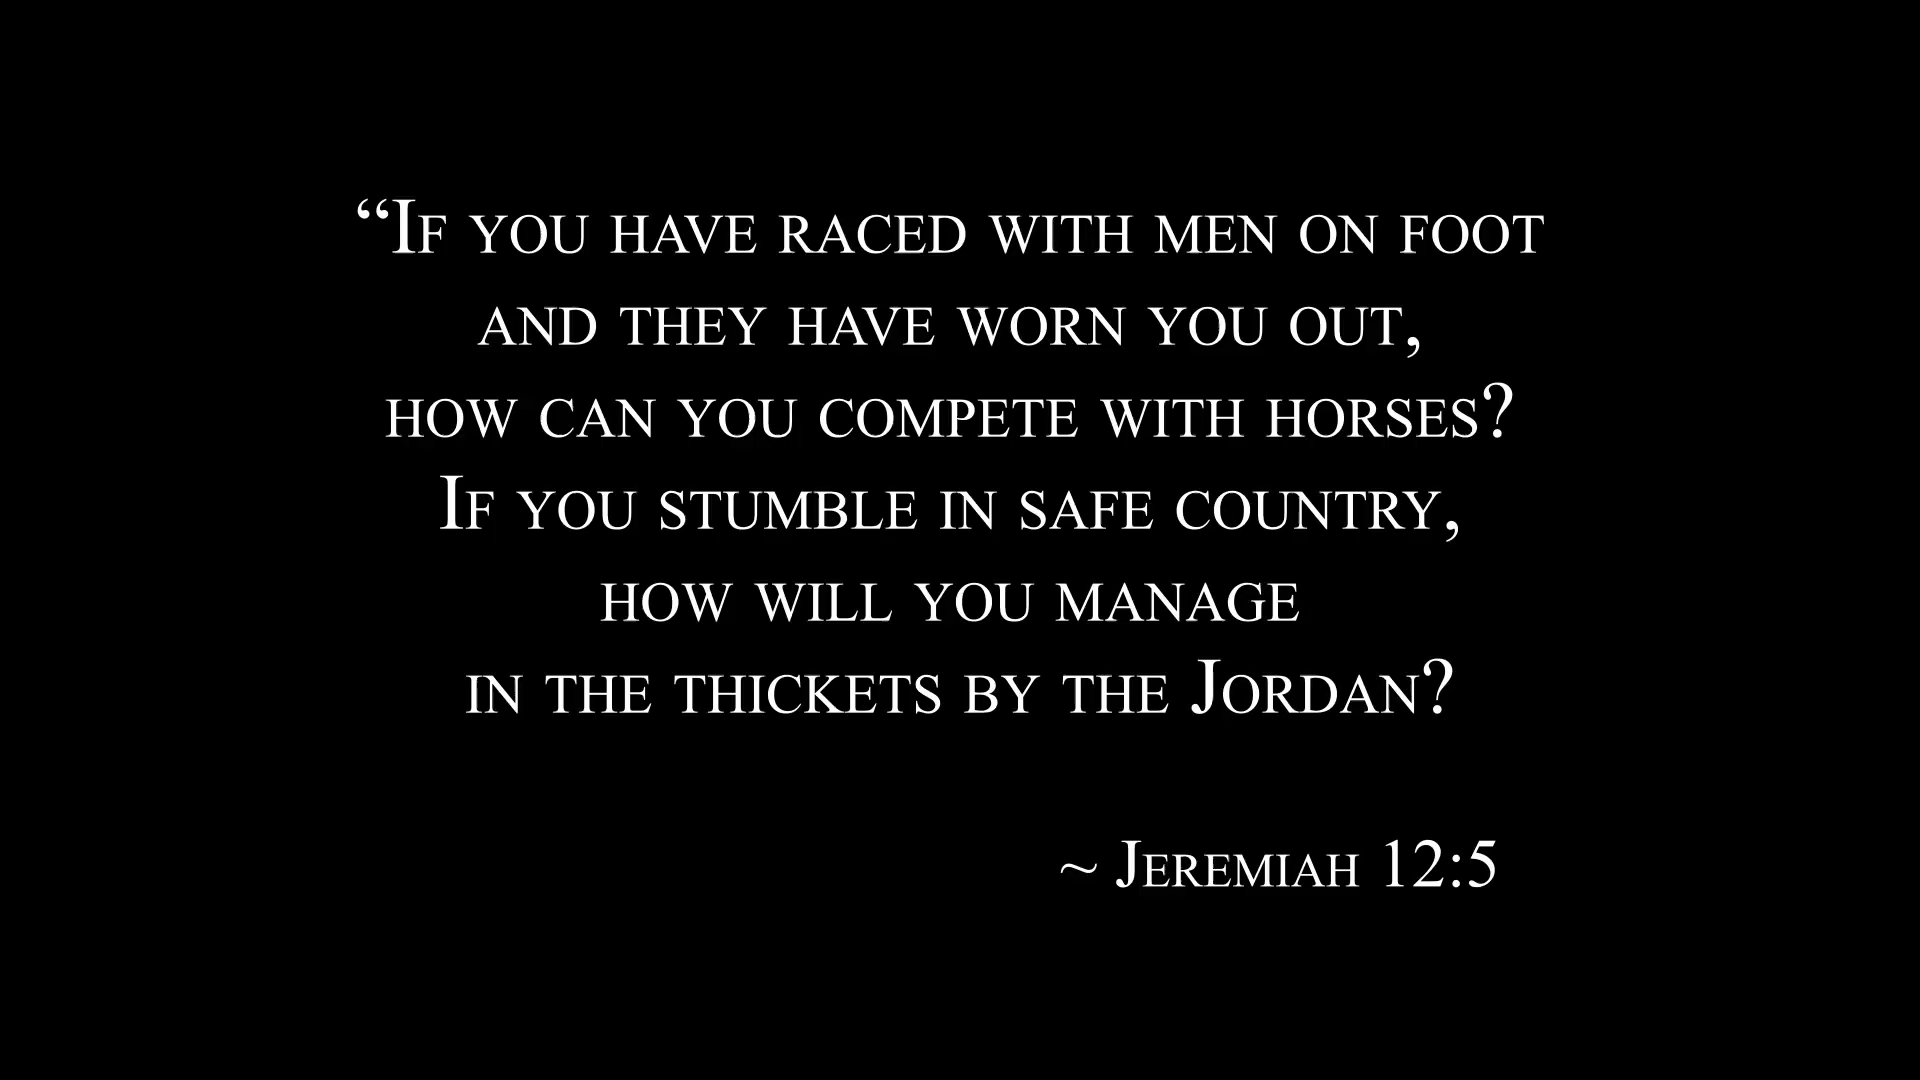 “If you have raced with men on foot
and they have worn you out,
how can you compete with horses?
If you stumble in safe country,
how will you manage
in the thickets by the Jordan?
~ Jeremiah 12:5